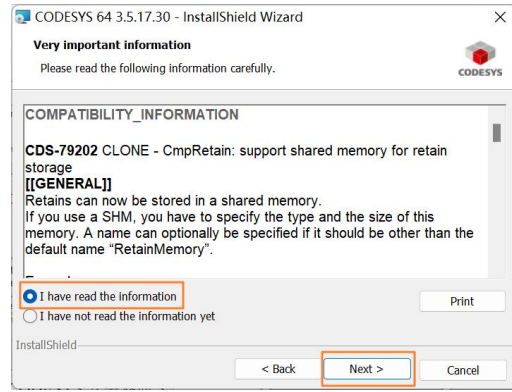 CODESYS 64 3.5.17.30 - InstallShield Wizard
Very important information
Please read the following information carefully.
CODESYS
COMPATIBILITY_INFORMATION
CDS-79202 CLONE - CmpRetain: support shared memory for retain
storage
[[GENERAL]]
Retains can now be stored in a shared memory.
If you use a SHM, you have to specify the type and the size of this
memory. A name can optionally be specified if it should be other than the
default name “RetainMemory”.
I have read the information
Print
I have not read the information yet
InstallShield
< Back
Next >
Cancel